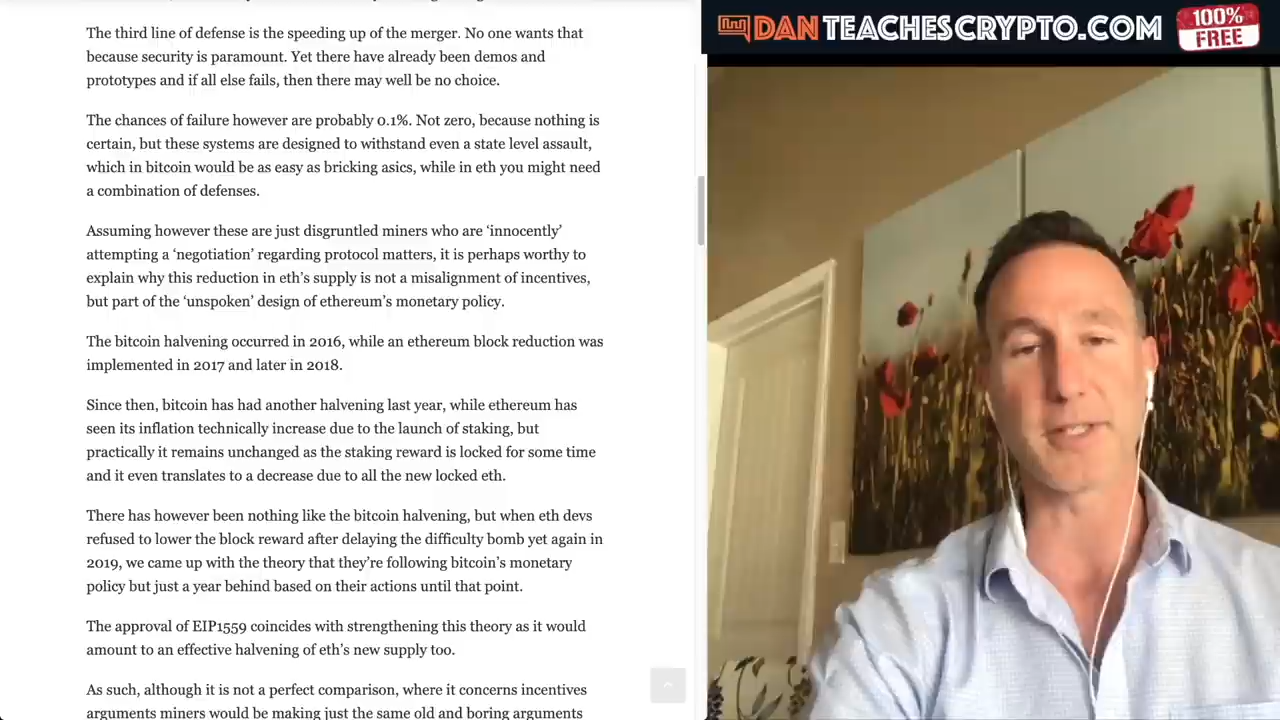 The third line of defense is the speeding up of the merger. No one wants that
because security is paramount. Yet there have already been demos and
prototypes and if all else fails, then there may well be no choice.
The chances of failure however are probably 0.1%. Not zero, because nothing is
certain, but these systems are designed to withstand even a state level assault,
which in bitcoin would be as easy as bricking asics, while in eth you might need
a combination of defenses.
Assuming however these are just disgruntled miners who are ‘innocently’
attempting a ‘negotiation’ regarding protocol matters, it is perhaps worthy to
explain why this reduction in eth’s supply is not a misalignment of incentives,
but part of the ‘unspoken’ design of ethereum’s monetary policy.
The bitcoin halvening occurred in 2016, while an ethereum block reduction was
implemented in 2017 and later in 2018.
Since then, bitcoin has had another halvening last year, while ethereum has
seen its inflation technically increase due to the launch of staking, but
practically it remains unchanged as the staking reward is locked for some time
and it even translates to a decrease due to all the new locked eth.
There has however been nothing like the bitcoin halvening, but when eth devs
refused to lower the block reward after delaying the difficulty bomb yet again in
2019, we came up with the theory that they’re following bitcoin’s monetary
policy but just a year behind based on their actions until that point.
The approval of EIP1559 coincides with strengthening this theory as it would
amount to an effective halvening of eth’s new supply too.
As such, although it is not a perfect comparison, where it concerns incentives
arguments miners would be making just the same old and boring arguments
DANTEACHESCRYPTO.COM
100%
FREE